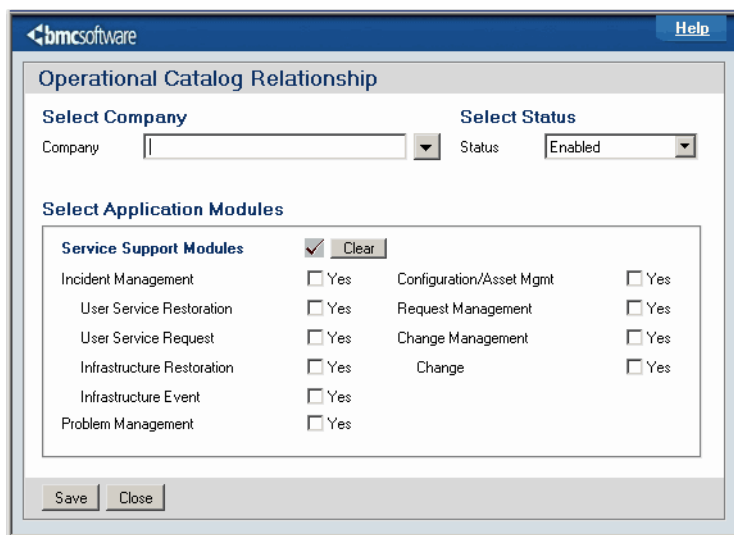 bmcsoftware Help
Operational Catalog Relationship
Select Company Select Status
Company Status Enabled
Select Application Modules
Service Support Modules Clear
Incident Management Yes Configuration/Asset Mgmt Yes
User Service Restoration Yes Request Management Yes
User Service Request Yes Change Management Yes
Infrastructure Restoration Yes Change Yes
Infrastructure Event Yes
Problem Management Yes
Save Close